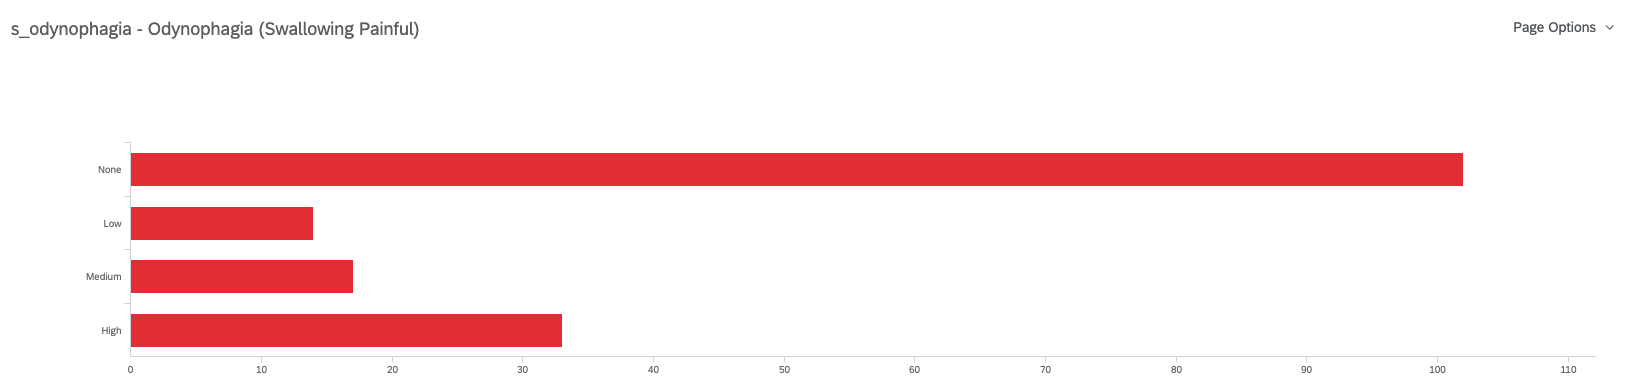 s_odynophagia - Odynophagia (Swallowing Painful)
Page Options
None
Low
Medium
High
0 10 20 30 40 50 60 70 80 90 100 110